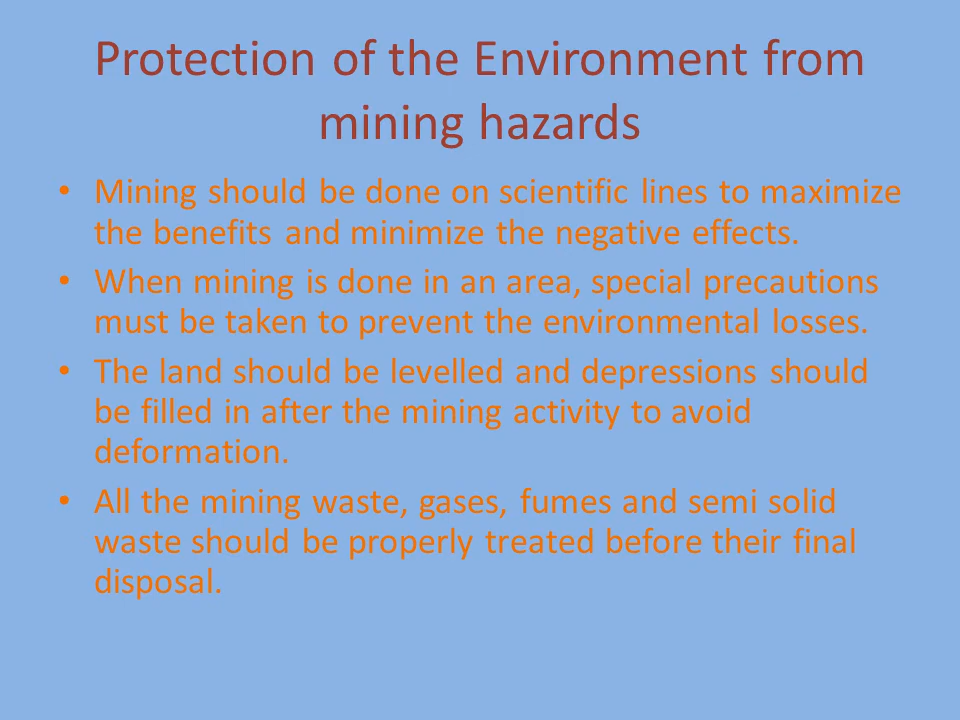 Protection of the Environment from
mining hazards
• Mining should be done on scientific lines to maximize
the benefits and minimize the negative effects.
• When mining is done in an area, special precautions
must be taken to prevent the environmental losses.
• The land should be levelled and depressions should
be filled in after the mining activity to avoid
deformation.
• All the mining waste, gases, fumes and semi solid
waste should be properly treated before their final
disposal.